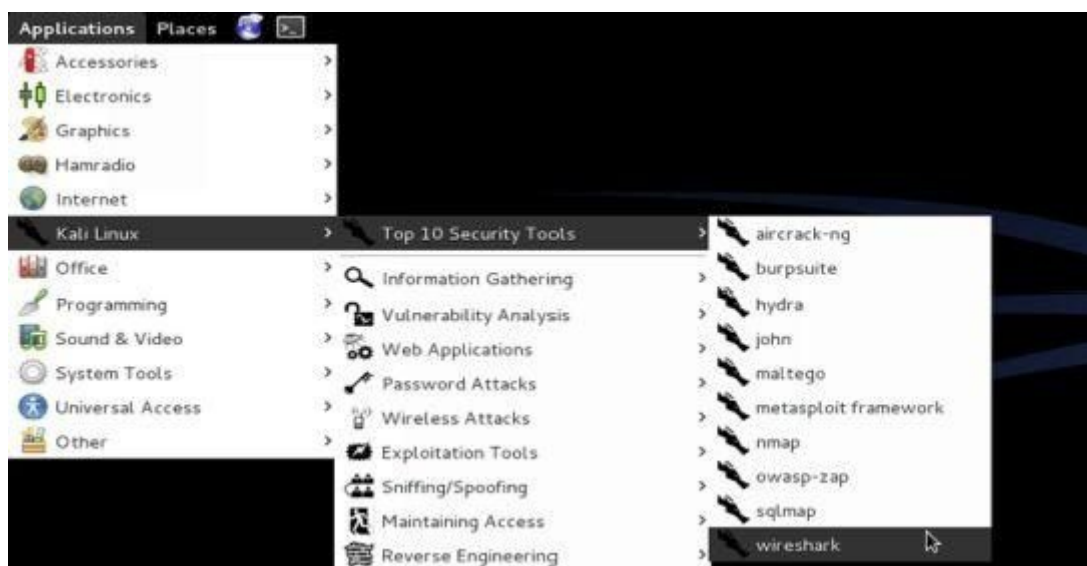 Applications Places
Accessories
Electronics
Graphics
Hamradio
Internet
Kali Linux
Office
Programming
Sound & Video
System Tools
Universal Access
Other
Top 10 Security Tools
Information Gathering
Vulnerability Analysis
Web Applications
Password Attacks
Wireless Attacks
Exploitation Tools
Sniffing/Spoofing
Maintaining Access
Reverse Engineering
aircrack-ng
burpsuite
hydra
john
maltego
metasploit framework
nmap
owasp-zap
sqlmap
wireshark